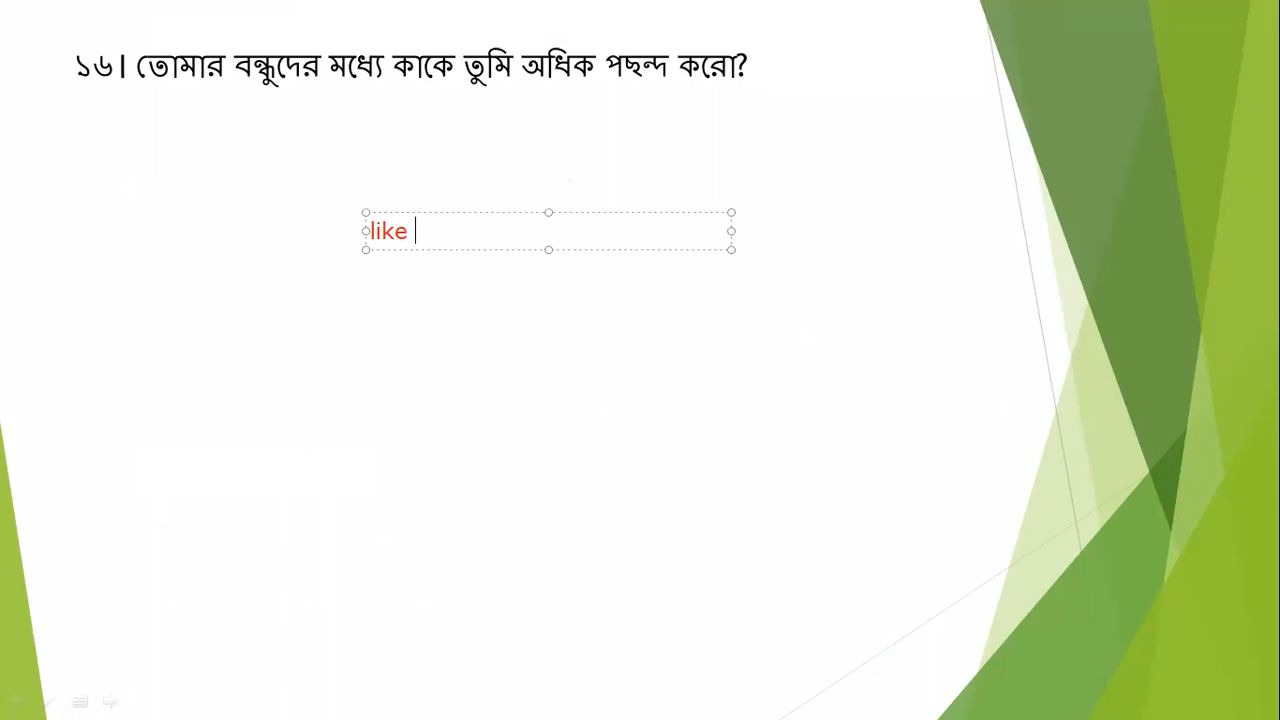 ১৬। তোমার বন্ধুদের মধ্যে কাকে তুমি অধিক পছন্দ করো?
like